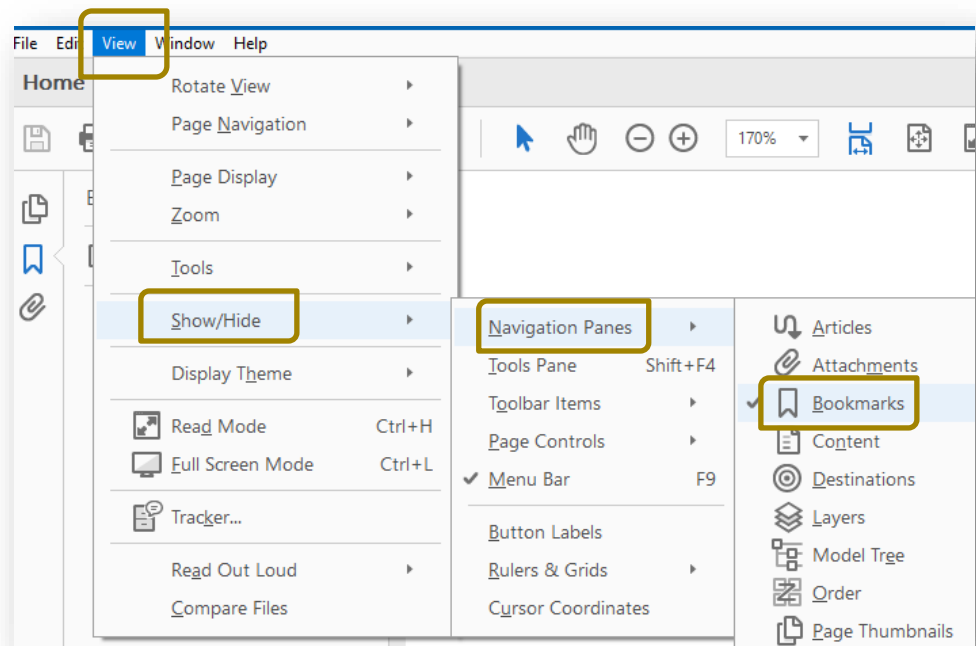 File Edit View Window Help
Home
Rotate View
Page Navigation
170%
Page Display
Zoom
Tools
Show/Hide
Display Theme
Read Mode Ctrl+H
Full Screen Mode Ctrl+L
Tracker...
Read Out Loud
Compare Files
Navigation Panes
Tools Pane Shift+F4
Toolbar Items
Page Controls
Menu Bar F9
Button Labels
Rulers & Grids
Cursor Coordinates
Articles
Attachments
Bookmarks
Content
Destinations
Layers
Model Tree
Order
Page Thumbnails